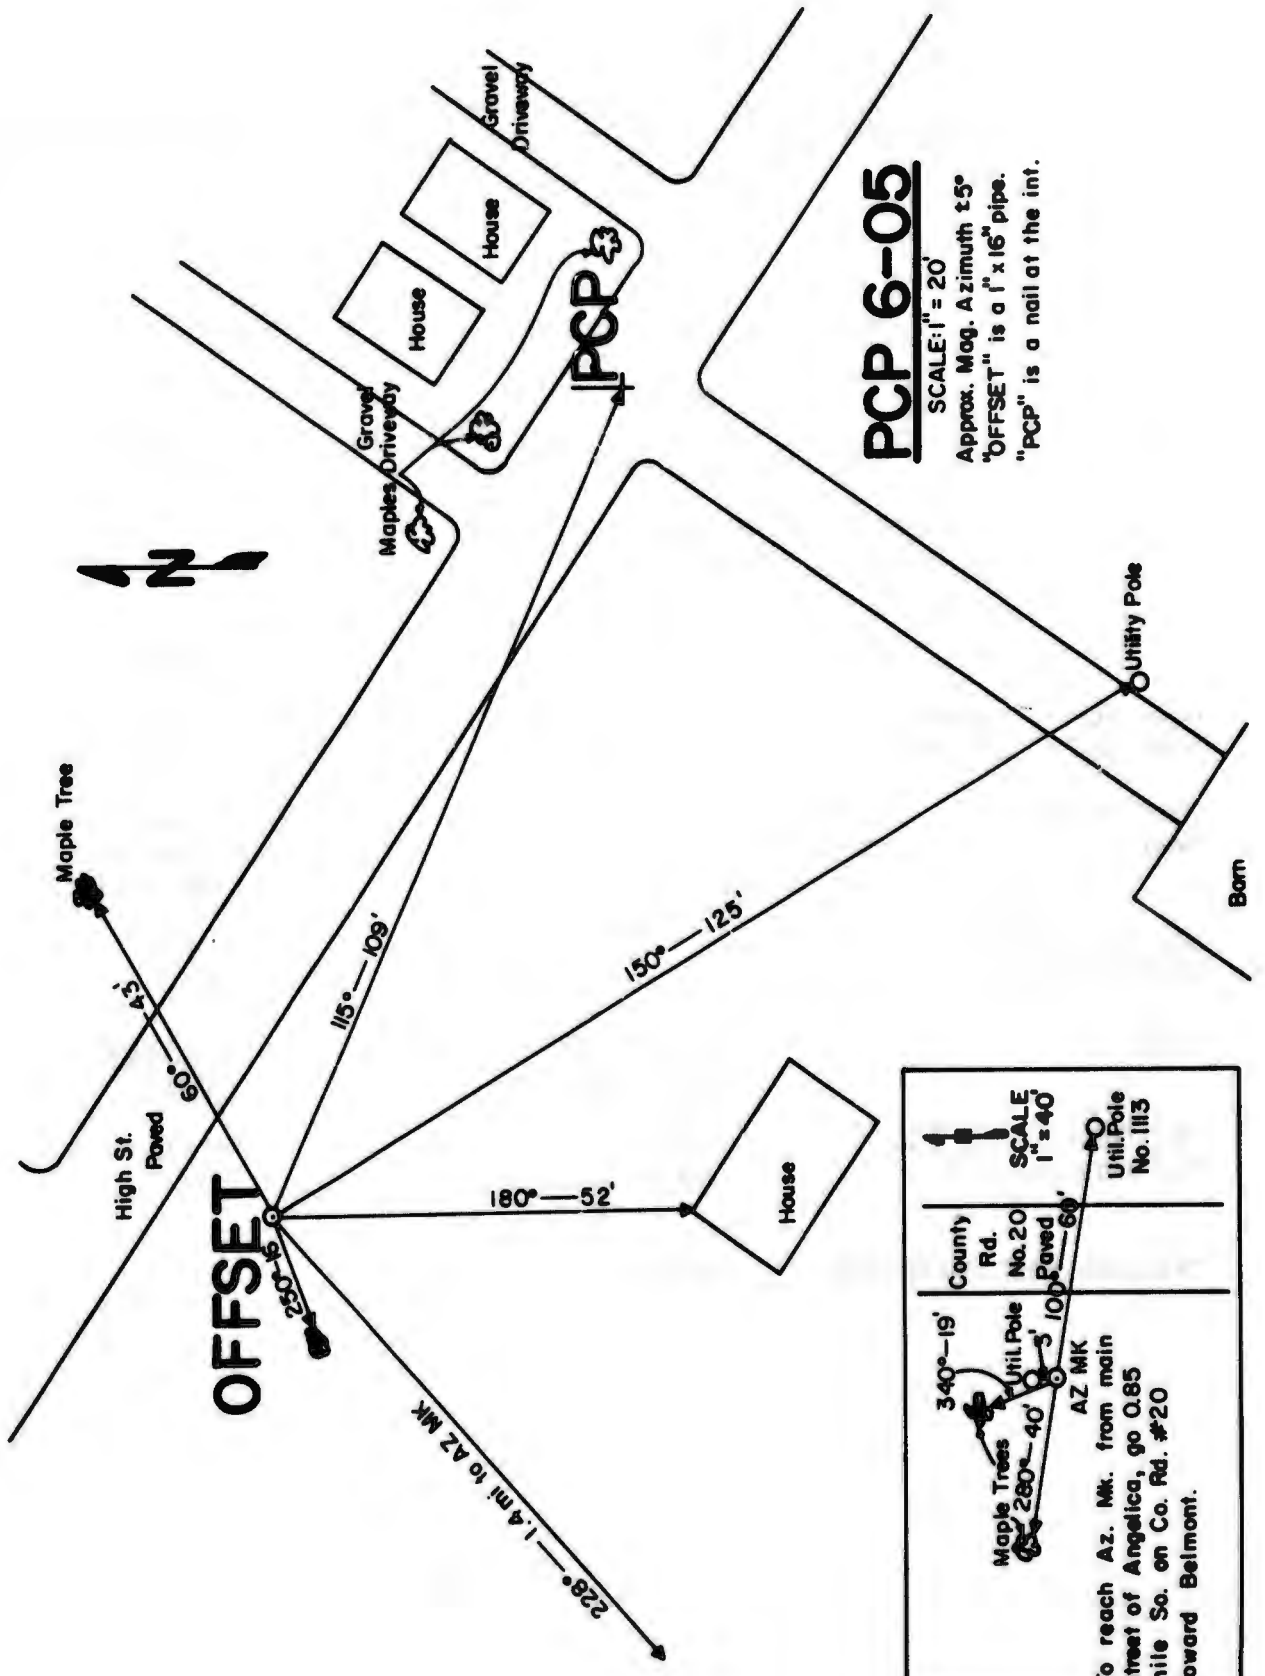 Maple Tree
High St.
Paved
60°—43'
OFFSET
250°—15'
115°—109'
150°—125'
180°—52'
228°—1.4 mi to AZ MK
House
N
Maples
Gravel
Driveway
House
House
Gravel
Driveway
PCP
Utility Pole
Barn
PCP 6-05
SCALE: 1" = 20'
Approx. Mag. Azimuth ±5°
"OFFSET" is a 1" x 16" pipe.
"PCP" is a nail at the int.
340°—19'
County
Rd.
No. 20
Paved
SCALE
1" = 40'
Maple Trees
Util. Pole
3'
280°—40'
100°—60'
AZ MK
Util. Pole
No. 1113
o reach Az. Mk. from main
treet of Angelica, go 0.85
ile So. on Co. Rd. #20
oward Belmont.